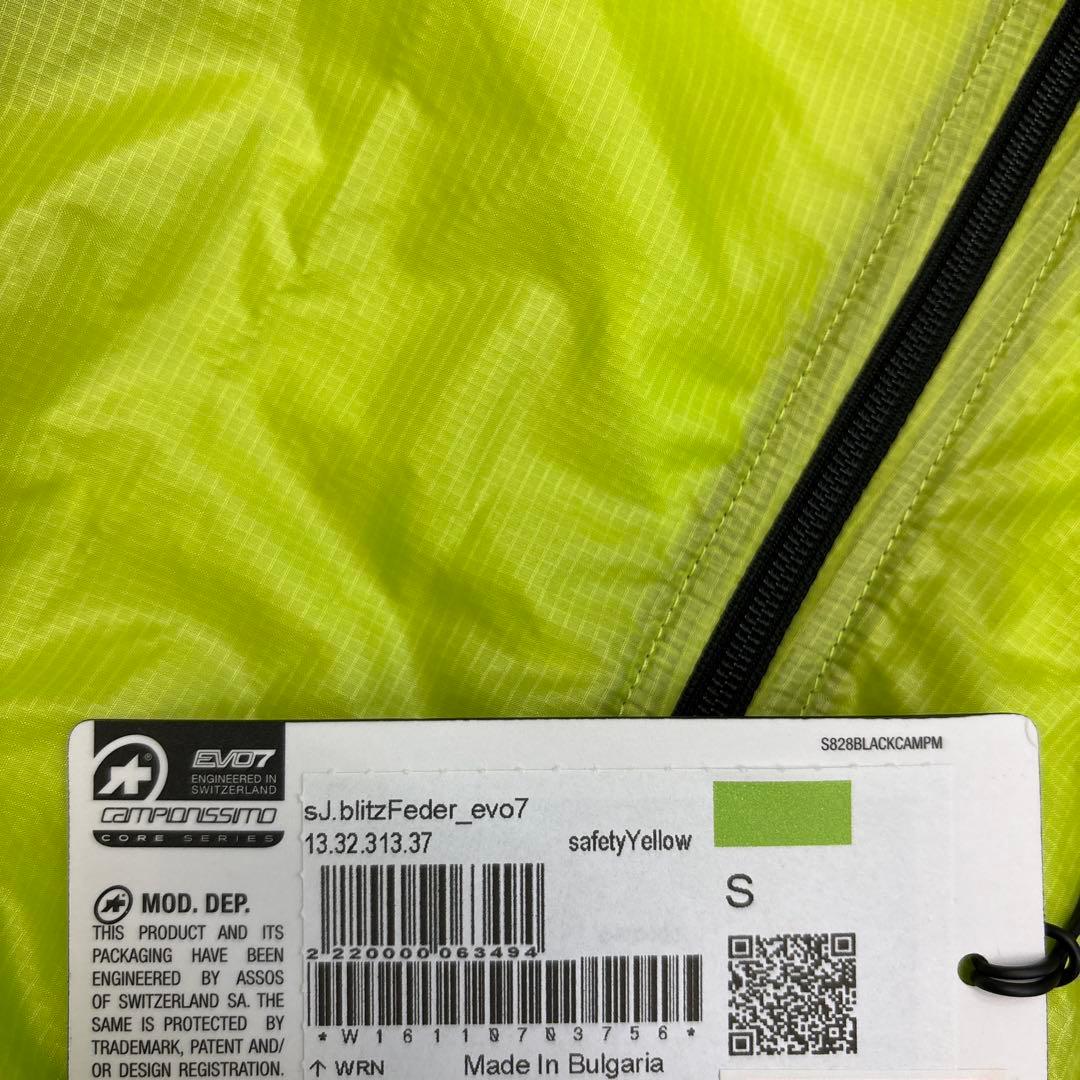 S828BLACKCAMPM
EVO7
ENGINEERED IN
SWITZERLAND
CAMPIONISSIMO
CORE SERIES
sJ.blitzFeder_evo7
13.32.313.37
safetyYellow
S
2 220000 063494
MOD. DEP.
THIS PRODUCT AND ITS
PACKAGING HAVE BEEN
ENGINEERED BY ASSOS
OF SWITZERLAND SA. THE
SAME IS PROTECTED BY
TRADEMARK, PATENT AND/
OR DESIGN REGISTRATION.
*W16110703756*
↑ WRN
Made In Bulgaria